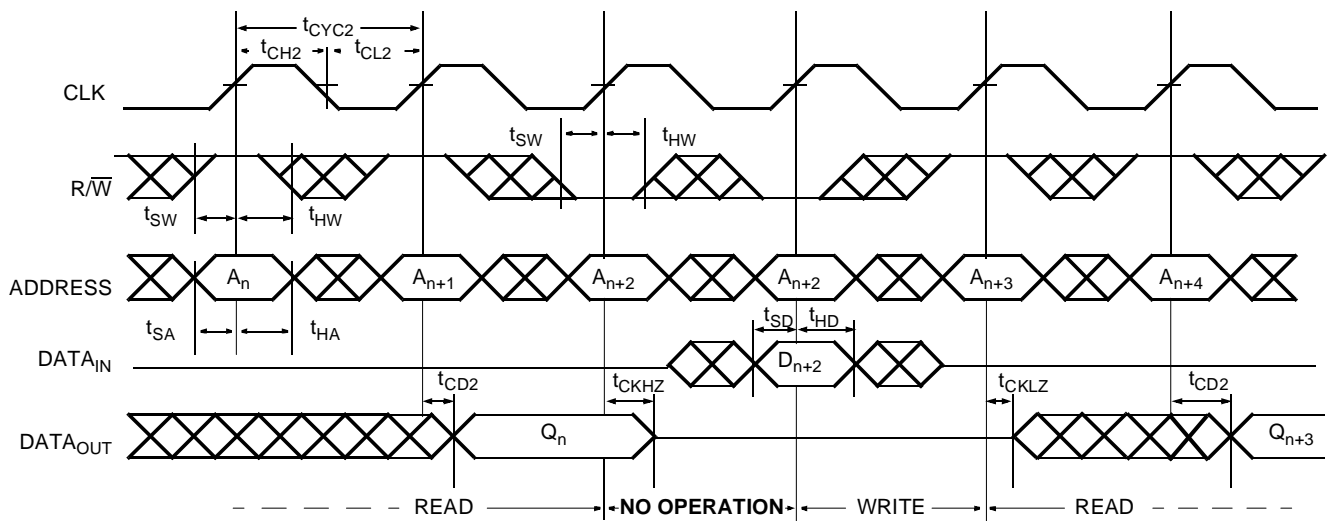 tCYC2
tCH2 tCL2
CLK
tSW tHW
R/W̅
tSW tHW
ADDRESS An An+1 An+2 An+2 An+3 An+4
tSA tHA tSD tHD
DATAIN Dn+2
tCD2 tCKHZ tCKLZ tCD2
DATAOUT Qn Qn+3
READ NO OPERATION WRITE READ